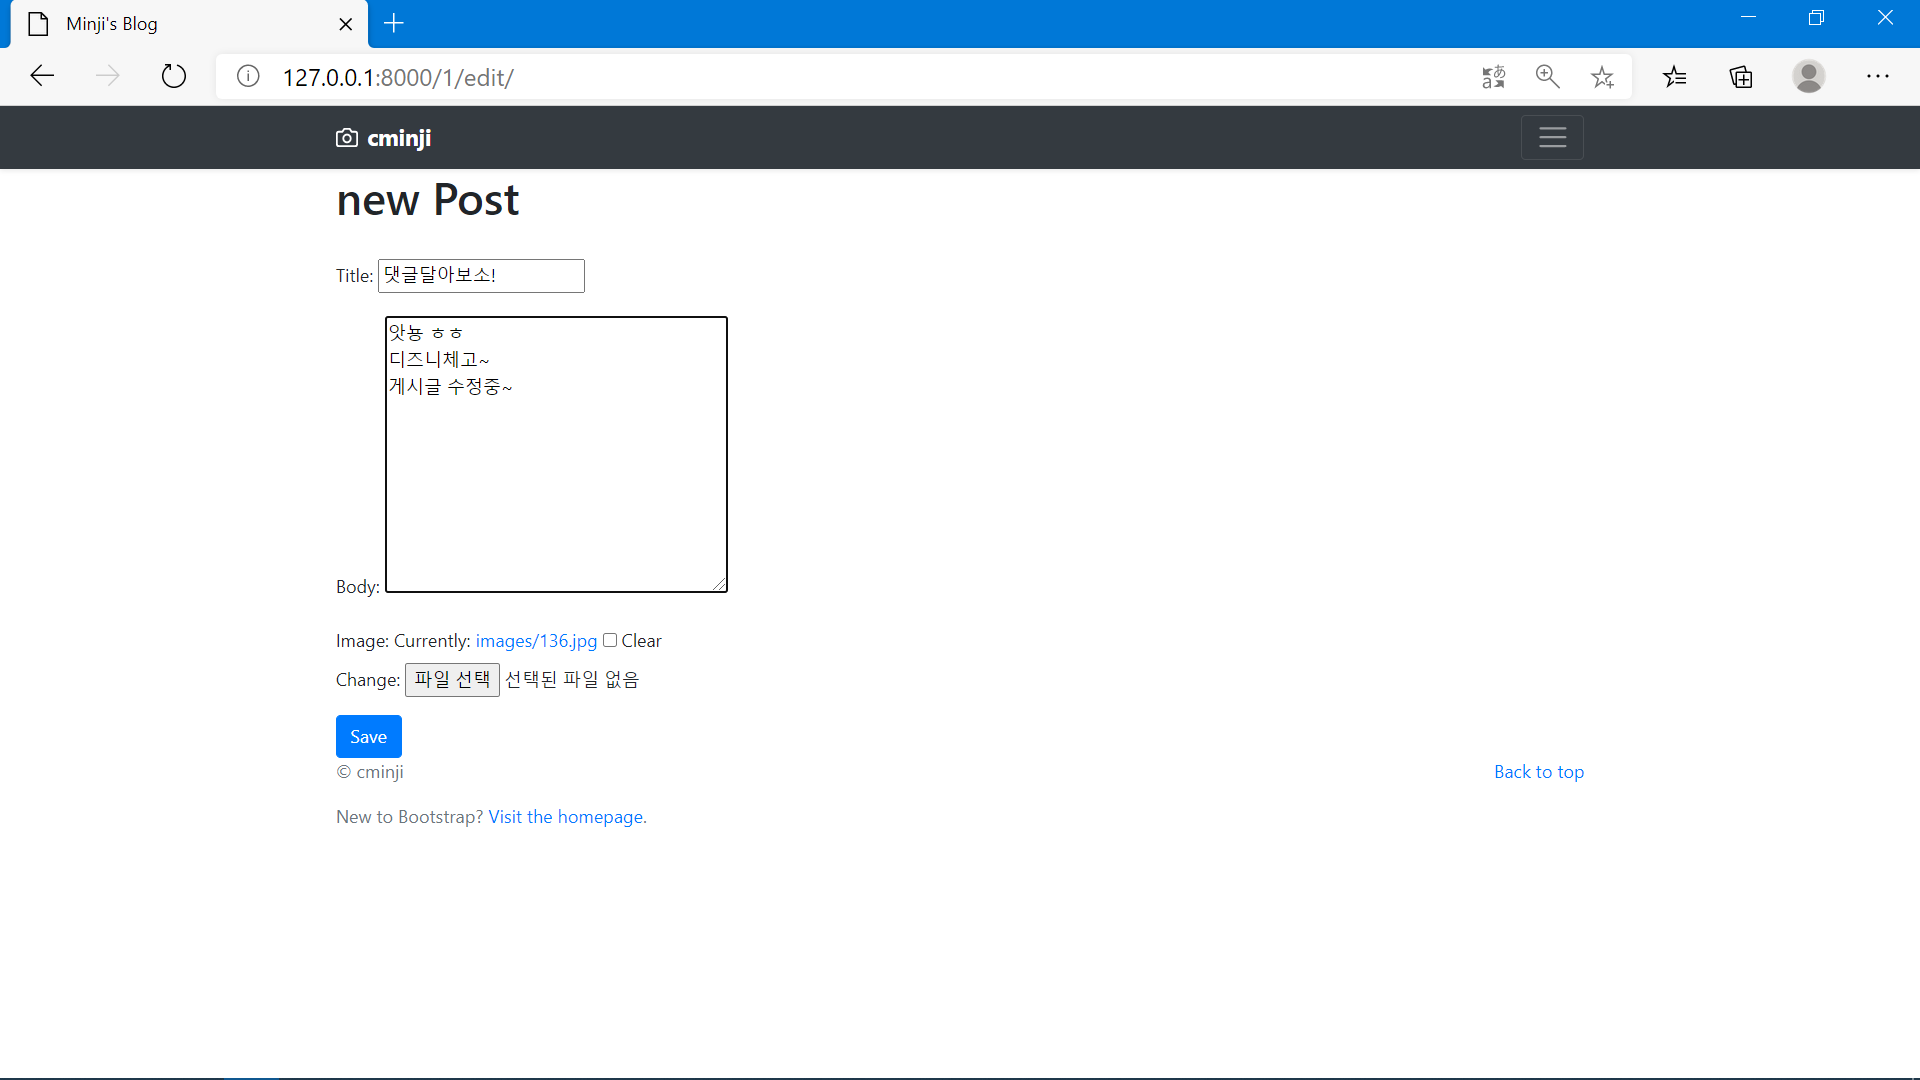 Minji's Blog
127.0.0.1:8000/1/edit/
cminji
new Post
Title: 댓글달아보소!
앗뇽 ㅎㅎ
디즈니체고~
게시글 수정중~
Body:
Image: Currently: images/136.jpg Clear
Change: 파일 선택 선택된 파일 없음
Save
© cminji
Back to top
New to Bootstrap? Visit the homepage.